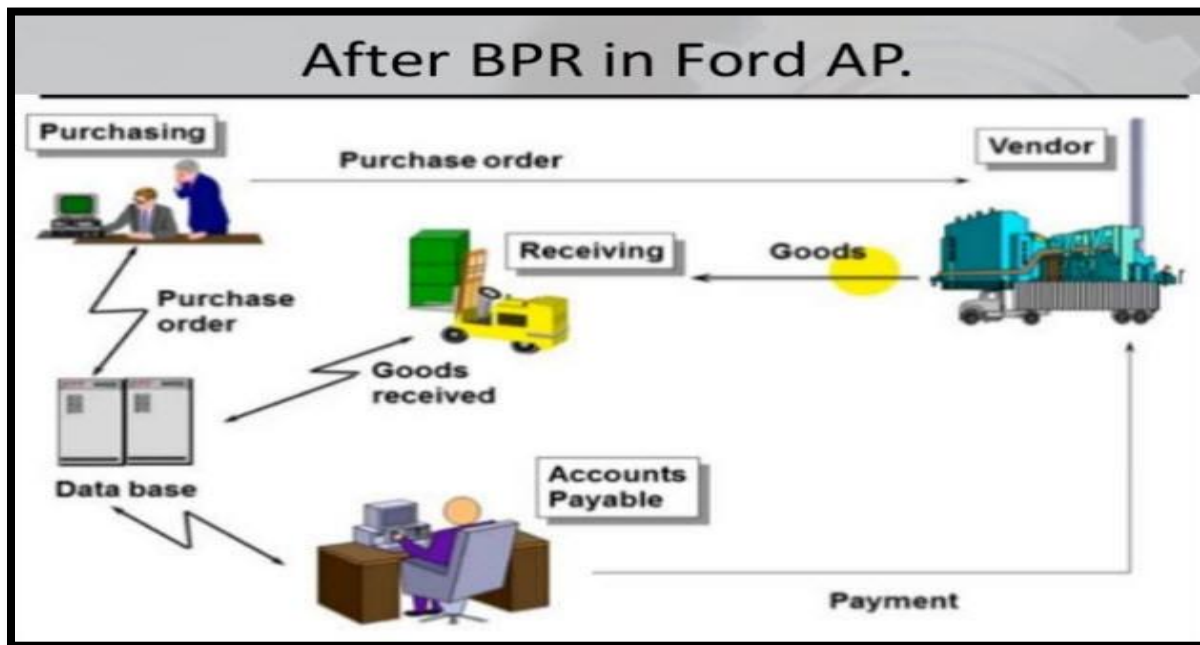 After BPR in Ford AP.
Purchasing
Purchase order
Vendor
Receiving
Goods
Purchase
order
Goods
received
Data base
Accounts
Payable
Payment